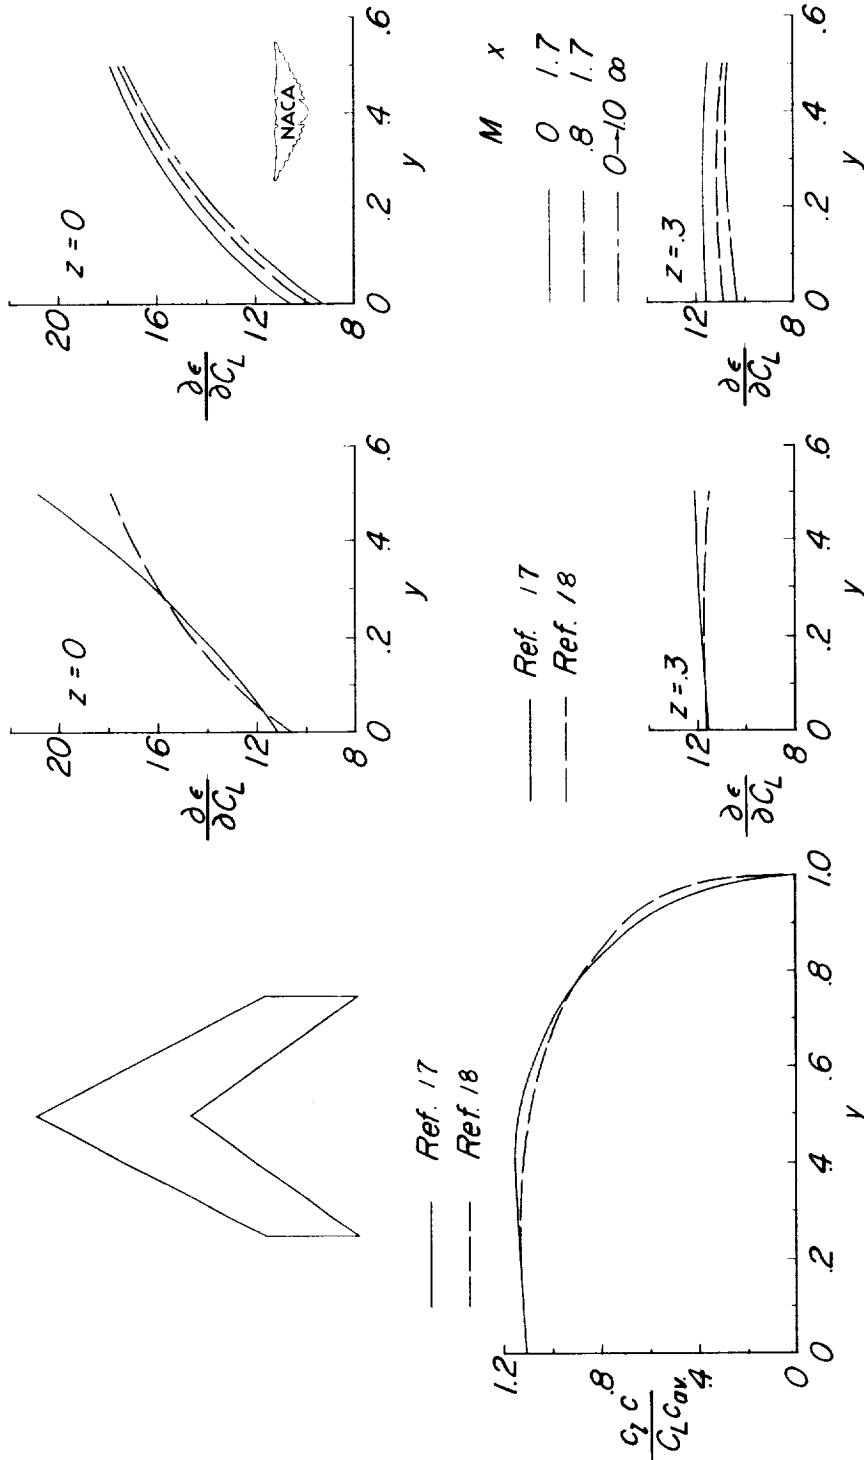 Ref. 17
Ref. 18
1.2
.8
.4
0
c_l c
C_L c_av.
0 .2 .4 .6 .8 1.0
y
∂ε
∂C_L
20
16
12
8
z = 0
0 .2 .4 .6
y
Ref. 17
Ref. 18
∂ε
∂C_L
12
8
z = .3
0 .2 .4 .6
y
∂ε
∂C_L
20
16
12
8
z = 0
NACA
0 .2 .4 .6
y
M x
0 1.7
.8 1.7
0→1.0 ∞
∂ε
∂C_L
12
8
z = .3
0 .2 .4 .6
y